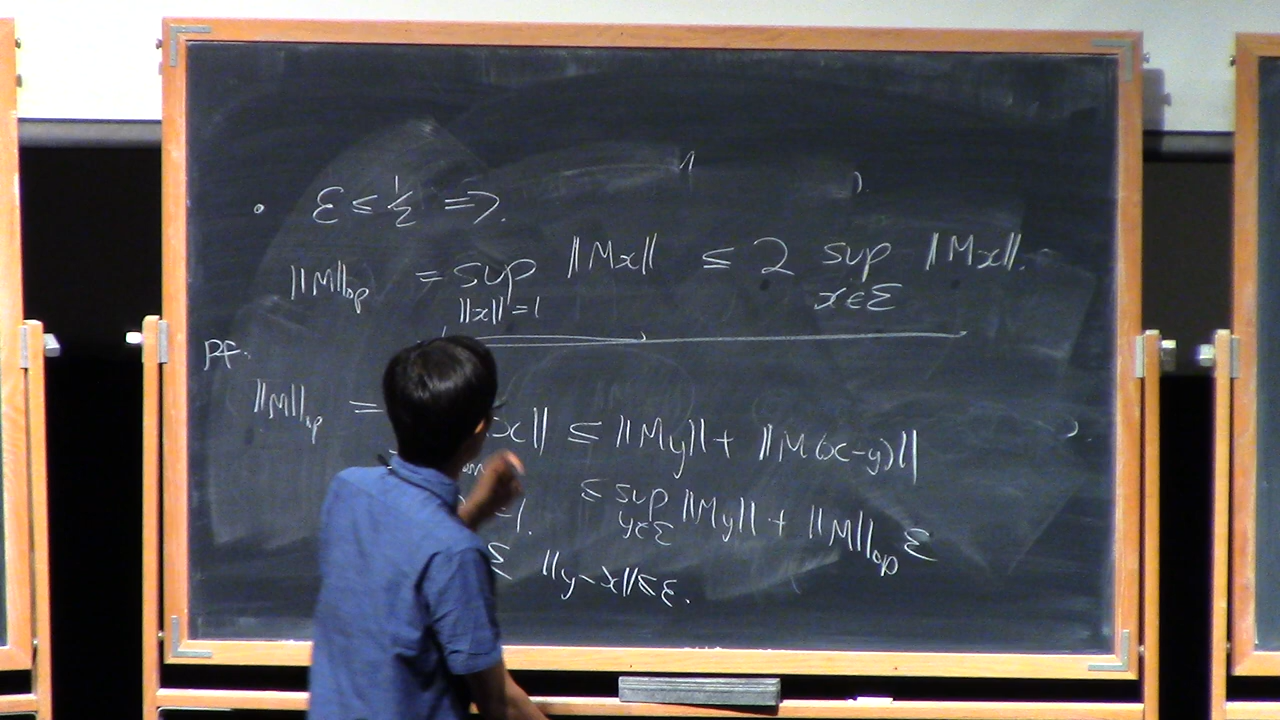 • ε ≤ 1/2 ⇒.
||M||op = sup ||x||=1 ||Mx|| ≤ 2 sup x∈Σ ||Mx||.
Pf.
||M||op = x|| ≤ ||My|| + ||M(x-y)||
≤ sup y∈Σ ||My|| + ||M||op ε
Σ ||y-x|| ≤ ε.